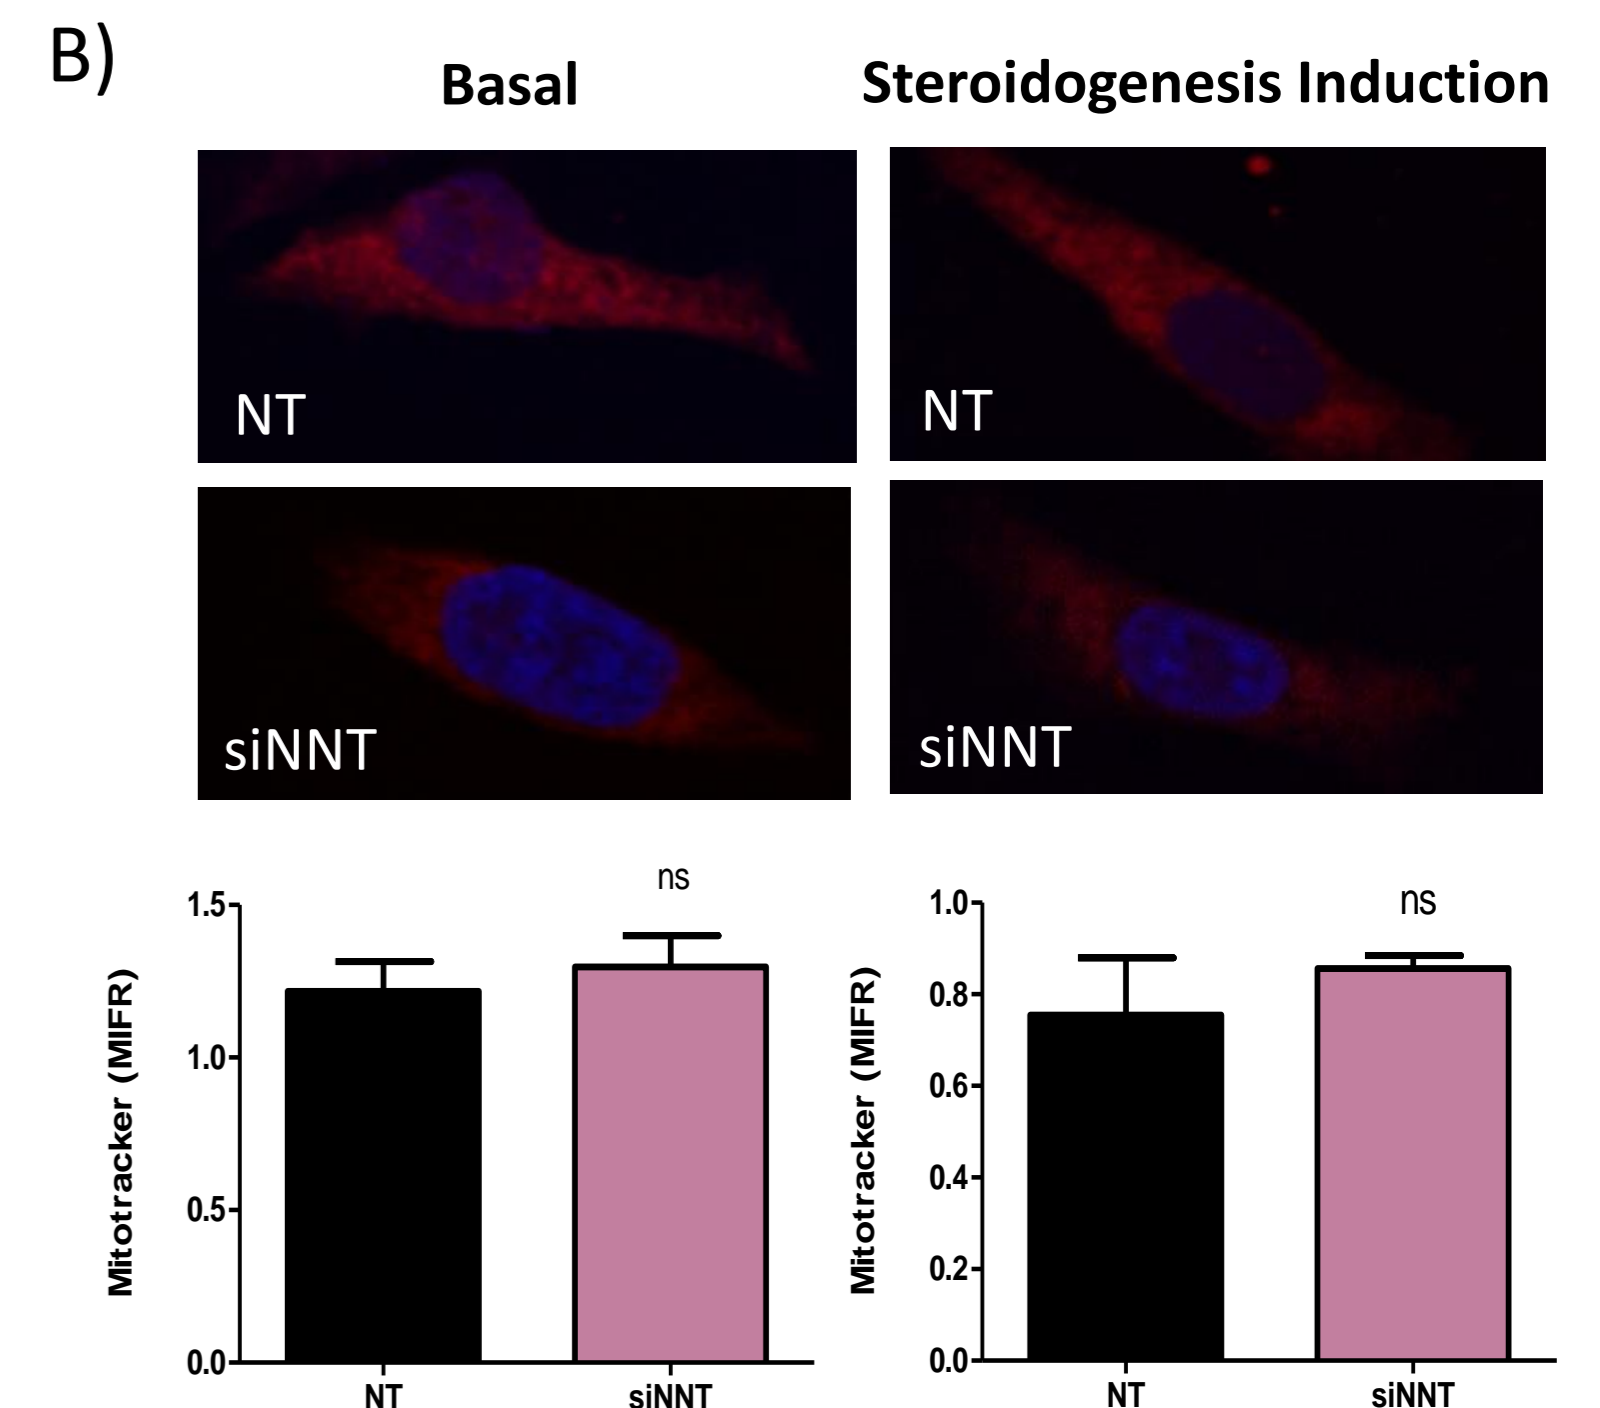 B)
Basal
Steroidogenesis Induction
NT
NT
siNNT
siNNT
Mitotracker (MIFR)
1.5
1.0
0.5
0.0
ns
NT
siNNT
Mitotracker (MIFR)
1.0
0.8
0.6
0.4
0.2
0.0
ns
NT
siNNT